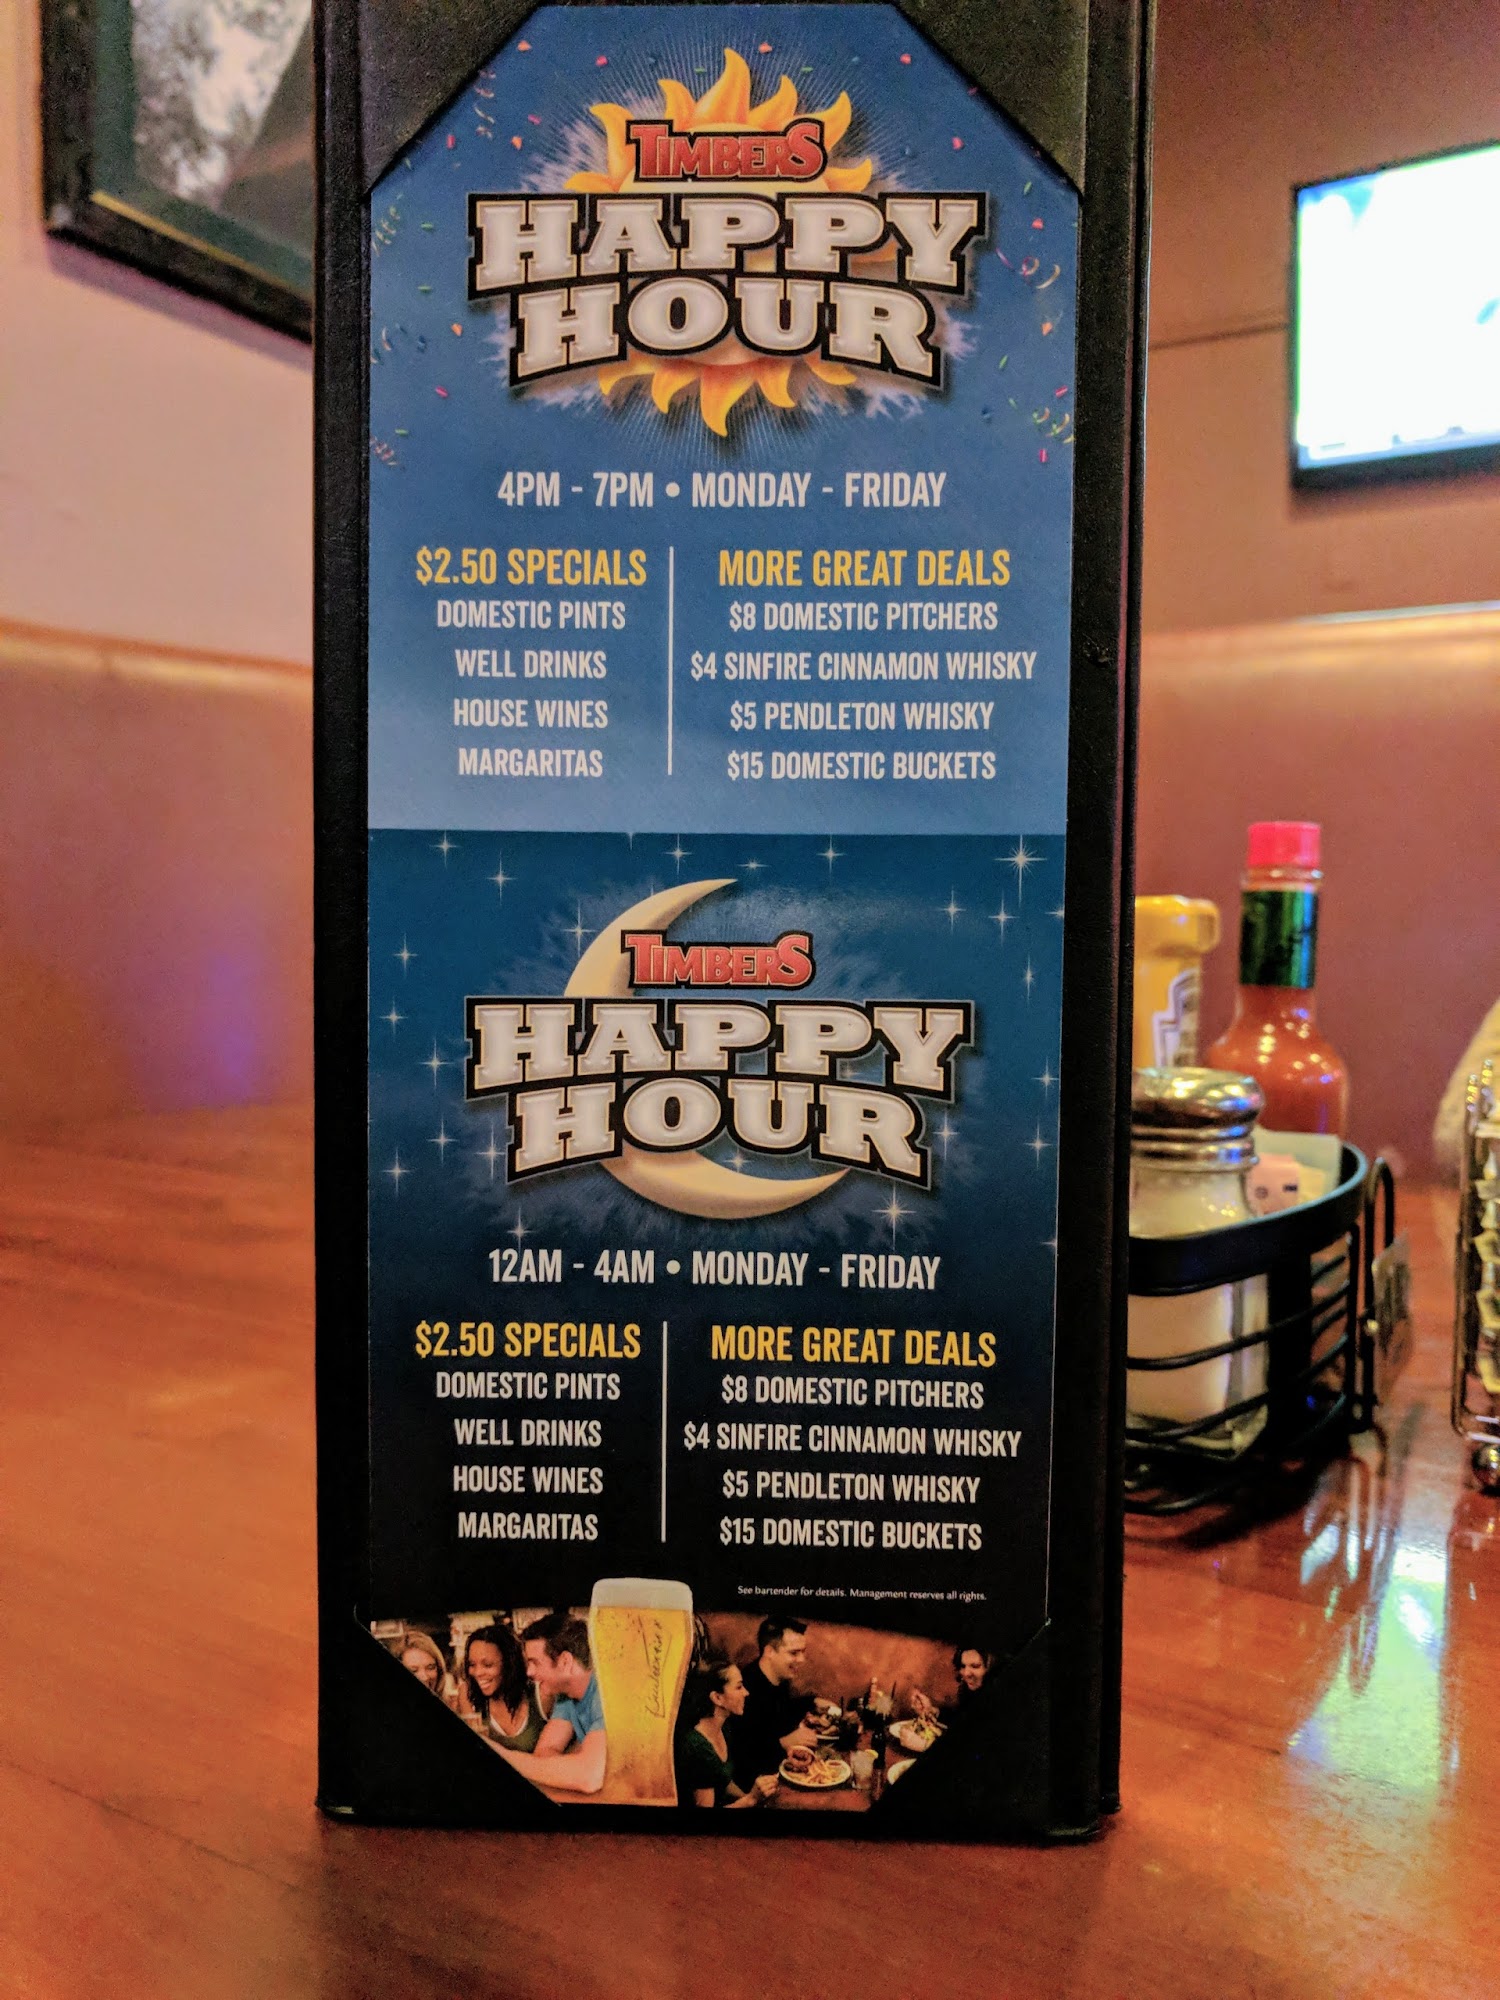 TIMBERS
HAPPY
HOUR
4PM - 7PM • MONDAY - FRIDAY
$2.50 SPECIALS
DOMESTIC PINTS
WELL DRINKS
HOUSE WINES
MARGARITAS
MORE GREAT DEALS
$8 DOMESTIC PITCHERS
$4 SINFIRE CINNAMON WHISKY
$5 PENDLETON WHISKY
$15 DOMESTIC BUCKETS
TIMBERS
HAPPY
HOUR
12AM - 4AM • MONDAY - FRIDAY
$2.50 SPECIALS
DOMESTIC PINTS
WELL DRINKS
HOUSE WINES
MARGARITAS
MORE GREAT DEALS
$8 DOMESTIC PITCHERS
$4 SINFIRE CINNAMON WHISKY
$5 PENDLETON WHISKY
$15 DOMESTIC BUCKETS
See bartender for details. Management reserves all rights.